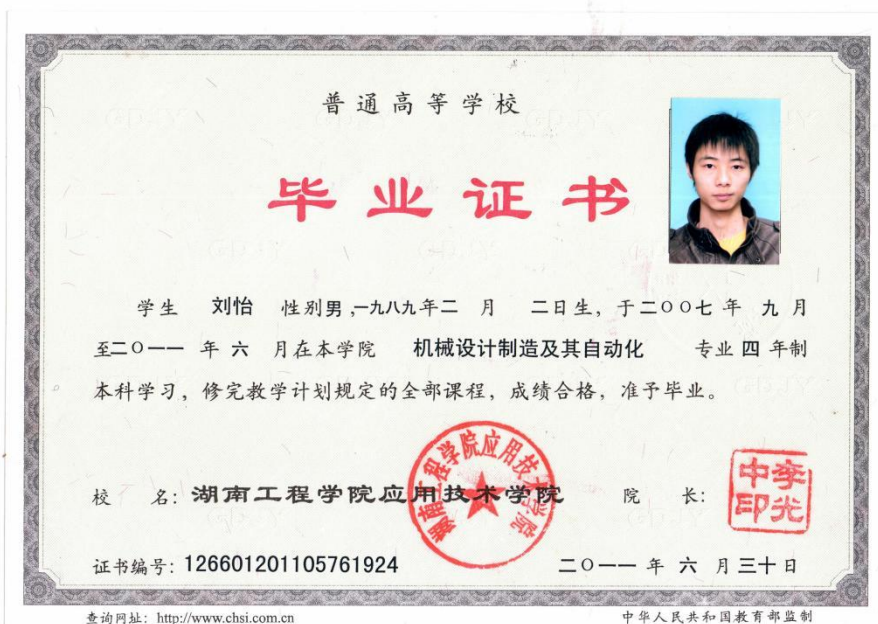 普通高等学校
毕业证书
学生 刘怡 性别男,一九八九年二 月 二日生，于二〇〇七 年 九 月
至二〇一一 年 六 月在本学院 机械设计制造及其自动化 专业 四 年制
本科学习，修完教学计划规定的全部课程，成绩合格，准予毕业。
湖南工程学院应用技术学院
校 名：湖南工程学院应用技术学院 院 长：
李光中印
证书编号：126601201105761924 二〇一一 年 六 月三十日
查询网址：http://www.chsi.com.cn 中华人民共和国教育部监制